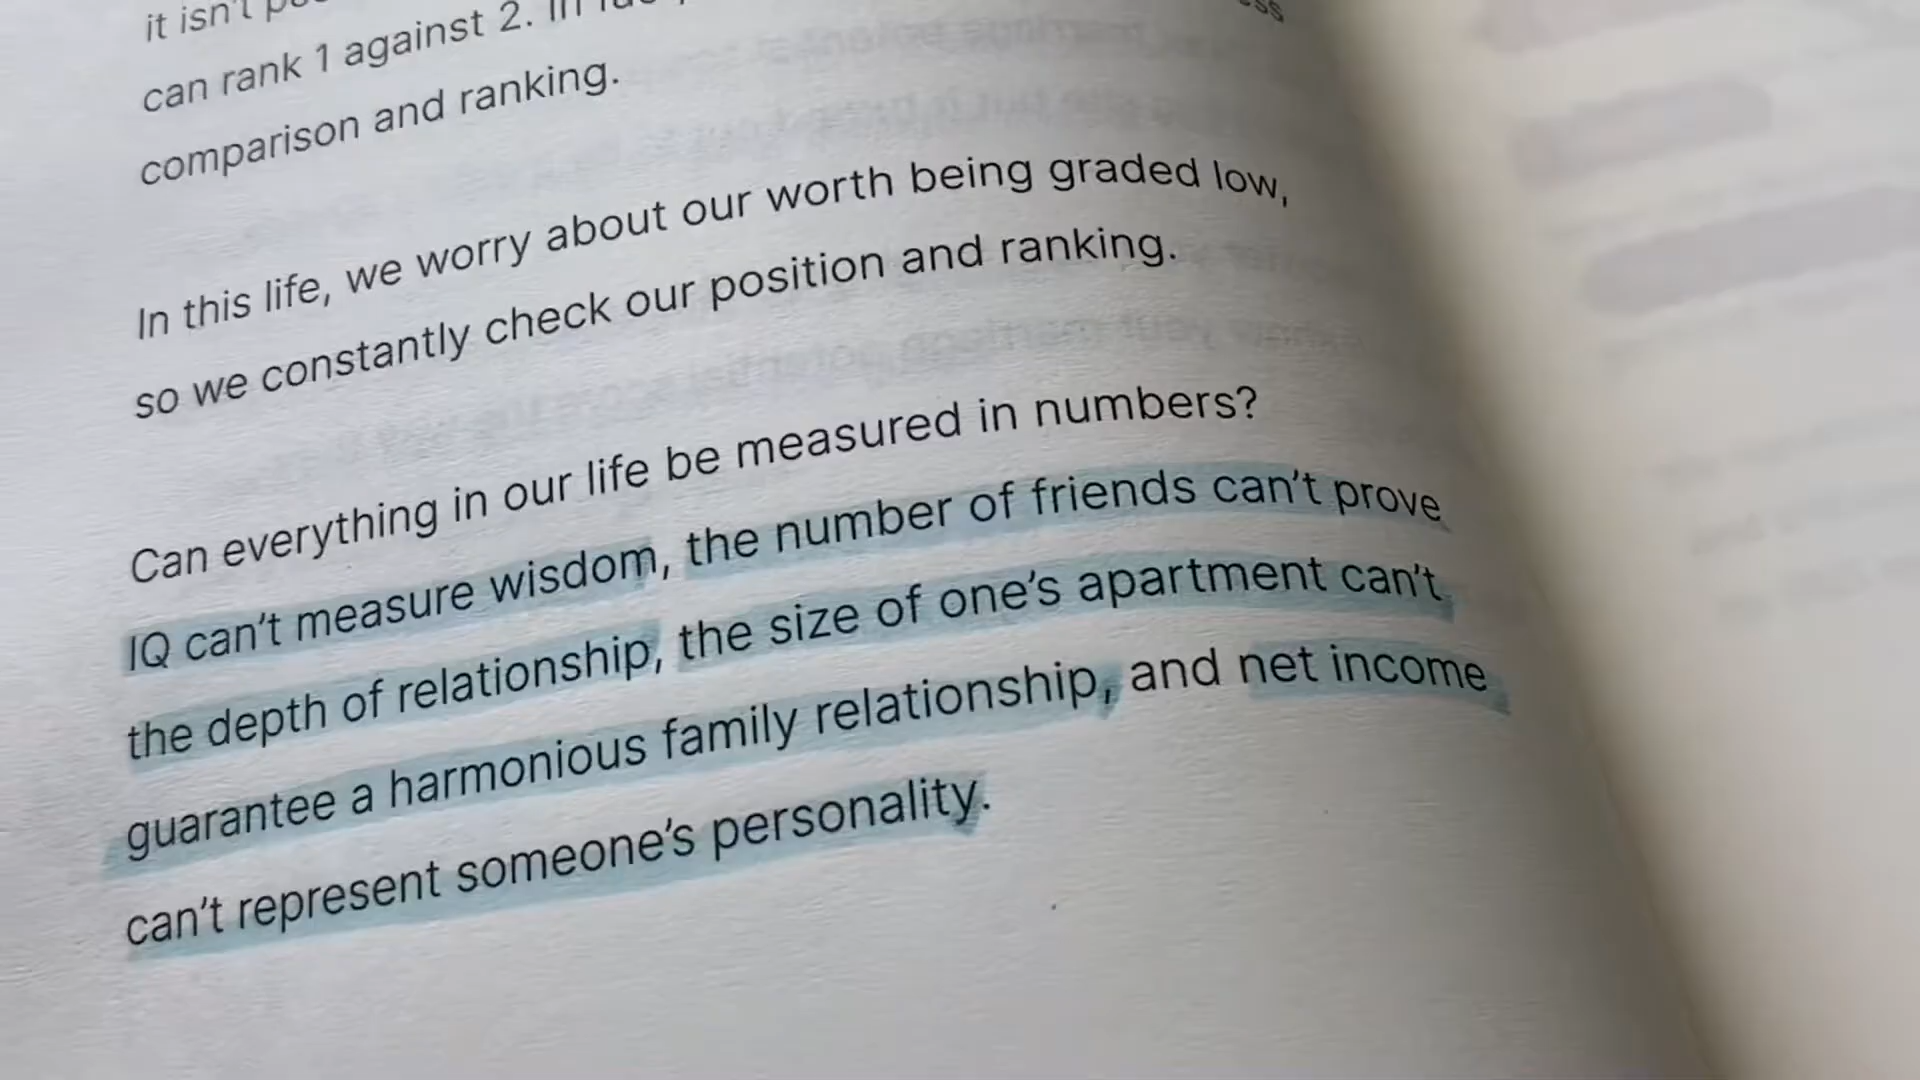 it isn't
can rank 1 against 2. In
comparison and ranking.
In this life, we worry about our worth being graded low,
so we constantly check our position and ranking.
Can everything in our life be measured in numbers?
IQ can't measure wisdom, the number of friends can't prove
the depth of relationship, the size of one's apartment can't
guarantee a harmonious family relationship, and net income
can't represent someone's personality.